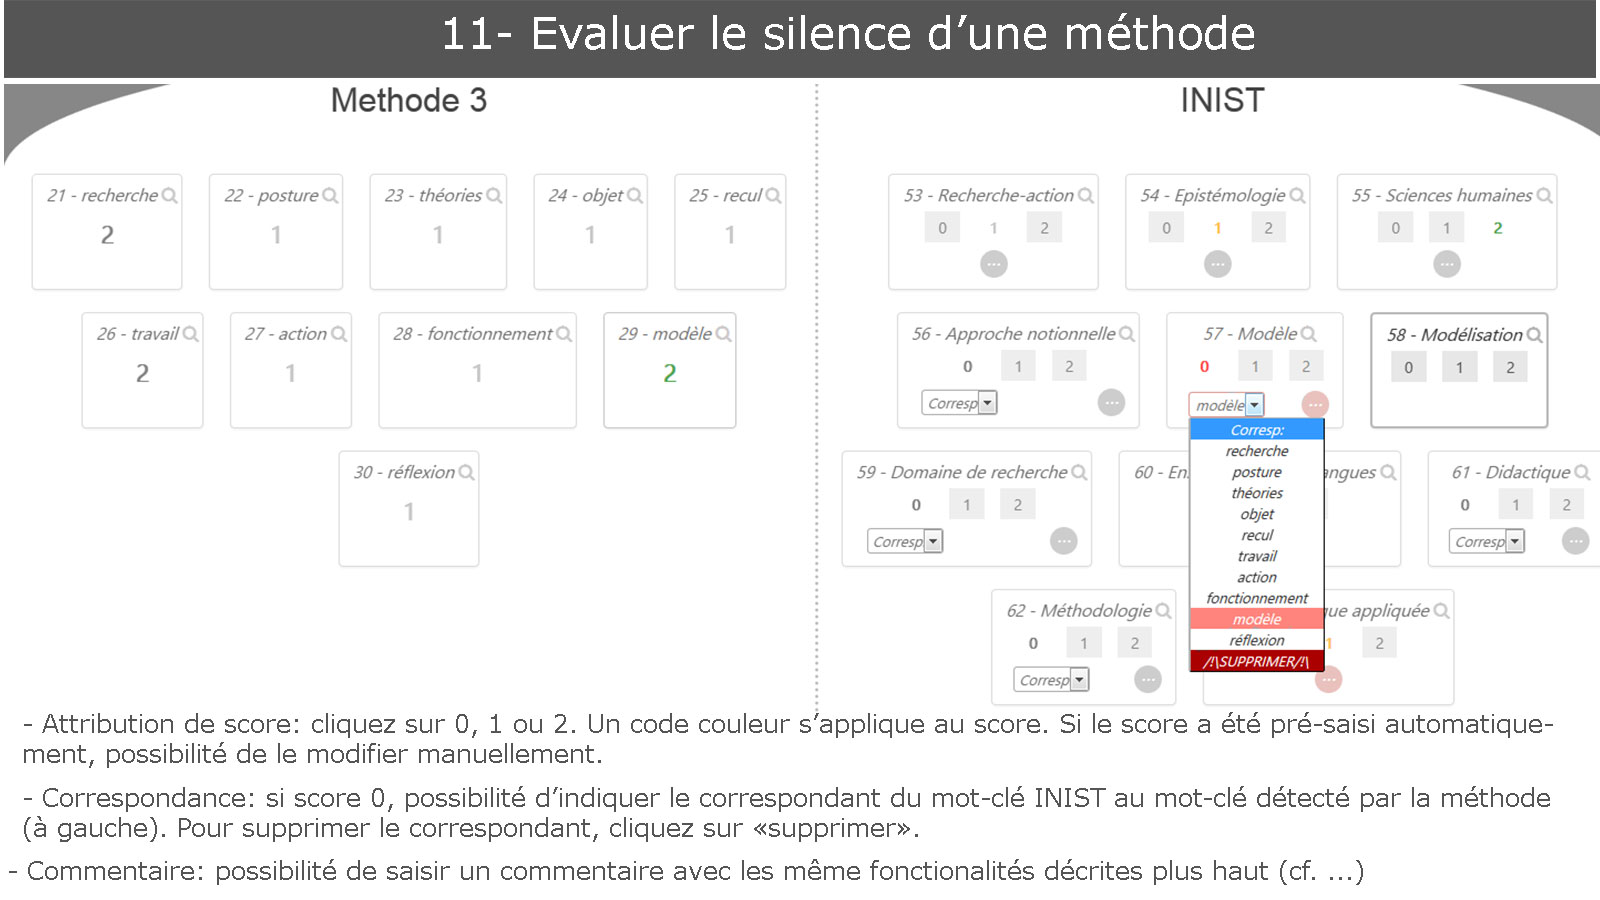 11- Evaluer le silence d’une méthode
Methode 3
INIST
21 - recherche
2
22 - posture
1
23 - théories
1
24 - objet
1
25 - recul
1
26 - travail
2
27 - action
1
28 - fonctionnement
1
29 - modèle
2
30 - réflexion
1
53 - Recherche-action
0 1 2
...
54 - Epistémologie
0 1 2
...
55 - Sciences humaines
0 1 2
...
56 - Approche notionnelle
0 1 2
Corresp
...
57 - Modèle
0 1 2
modèle
...
58 - Modélisation
0 1 2
Corresp:
recherche
posture
théories
objet
recul
travail
action
fonctionnement
modèle
réflexion
/!\SUPPRIMER/!\
59 - Domaine de recherche
0 1 2
Corresp
...
60 - En angues
61 - Didactique
0 1 2
Corresp
...
62 - Méthodologie
0 1 2
Corresp
...
que appliquée
1 2
...
- Attribution de score: cliquez sur 0, 1 ou 2. Un code couleur s’applique au score. Si le score a été pré-saisi automatique-
ment, possibilité de le modifier manuellement.
- Correspondance: si score 0, possibilité d’indiquer le correspondant du mot-clé INIST au mot-clé détecté par la méthode
(à gauche). Pour supprimer le correspondant, cliquez sur «supprimer».
- Commentaire: possibilité de saisir un commentaire avec les même fonctionalités décrites plus haut (cf. ...)